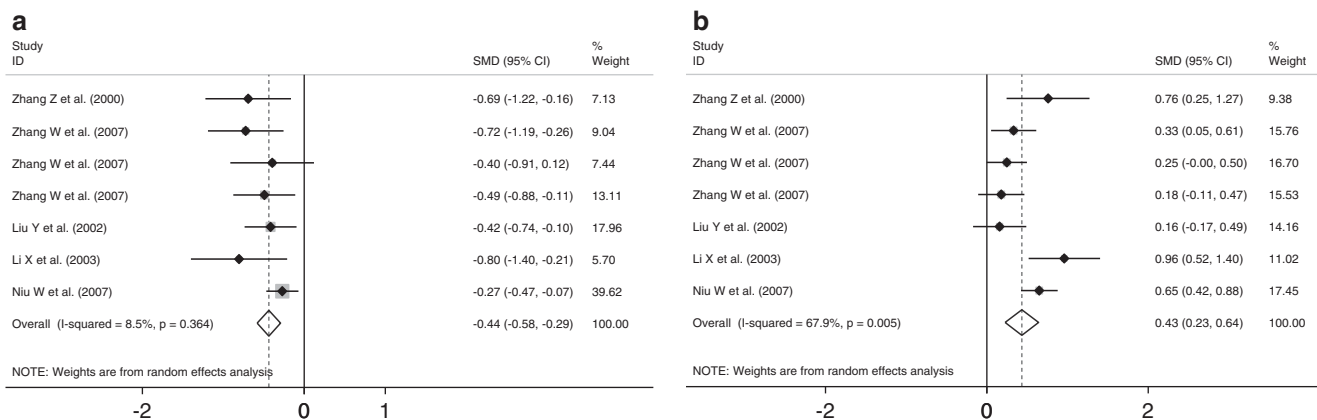 a
Study %
ID SMD (95% CI) Weight
Zhang Z et al. (2000) -0.69 (-1.22, -0.16) 7.13
Zhang W et al. (2007) -0.72 (-1.19, -0.26) 9.04
Zhang W et al. (2007) -0.40 (-0.91, 0.12) 7.44
Zhang W et al. (2007) -0.49 (-0.88, -0.11) 13.11
Liu Y et al. (2002) -0.42 (-0.74, -0.10) 17.96
Li X et al. (2003) -0.80 (-1.40, -0.21) 5.70
Niu W et al. (2007) -0.27 (-0.47, -0.07) 39.62
Overall (I-squared = 8.5%, p = 0.364) -0.44 (-0.58, -0.29) 100.00
NOTE: Weights are from random effects analysis
-2 0 1
b
Study %
ID SMD (95% CI) Weight
Zhang Z et al. (2000) 0.76 (0.25, 1.27) 9.38
Zhang W et al. (2007) 0.33 (0.05, 0.61) 15.76
Zhang W et al. (2007) 0.25 (-0.00, 0.50) 16.70
Zhang W et al. (2007) 0.18 (-0.11, 0.47) 15.53
Liu Y et al. (2002) 0.16 (-0.17, 0.49) 14.16
Li X et al. (2003) 0.96 (0.52, 1.40) 11.02
Niu W et al. (2007) 0.65 (0.42, 0.88) 17.45
Overall (I-squared = 67.9%, p = 0.005) 0.43 (0.23, 0.64) 100.00
NOTE: Weights are from random effects analysis
-2 0 2